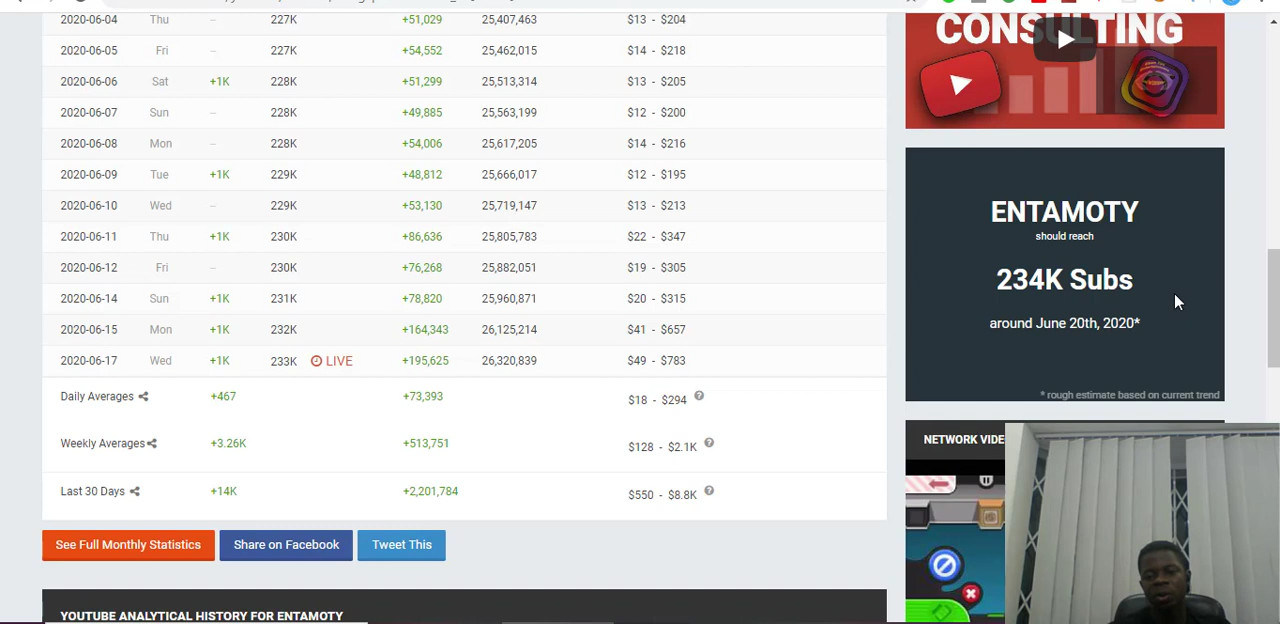 2020-06-04 Thu – 227K +51,029 25,407,463 $13 - $204
2020-06-05 Fri – 227K +54,552 25,462,015 $14 - $218
2020-06-06 Sat +1K 228K +51,299 25,513,314 $13 - $205
2020-06-07 Sun – 228K +49,885 25,563,199 $12 - $200
2020-06-08 Mon – 228K +54,006 25,617,205 $14 - $216
2020-06-09 Tue +1K 229K +48,812 25,666,017 $12 - $195
2020-06-10 Wed – 229K +53,130 25,719,147 $13 - $213
2020-06-11 Thu +1K 230K +86,636 25,805,783 $22 - $347
2020-06-12 Fri – 230K +76,268 25,882,051 $19 - $305
2020-06-14 Sun +1K 231K +78,820 25,960,871 $20 - $315
2020-06-15 Mon +1K 232K +164,343 26,125,214 $41 - $657
2020-06-17 Wed +1K 233K LIVE +195,625 26,320,839 $49 - $783
Daily Averages +467 +73,393 $18 - $294
Weekly Averages +3.26K +513,751 $128 - $2.1K
Last 30 Days +14K +2,201,784 $550 - $8.8K
See Full Monthly Statistics
Share on Facebook
Tweet This
YOUTUBE ANALYTICAL HISTORY FOR ENTAMOTY
CONSULTING
ENTAMOTY
should reach
234K Subs
around June 20th, 2020*
* rough estimate based on current trend
NETWORK VIDE